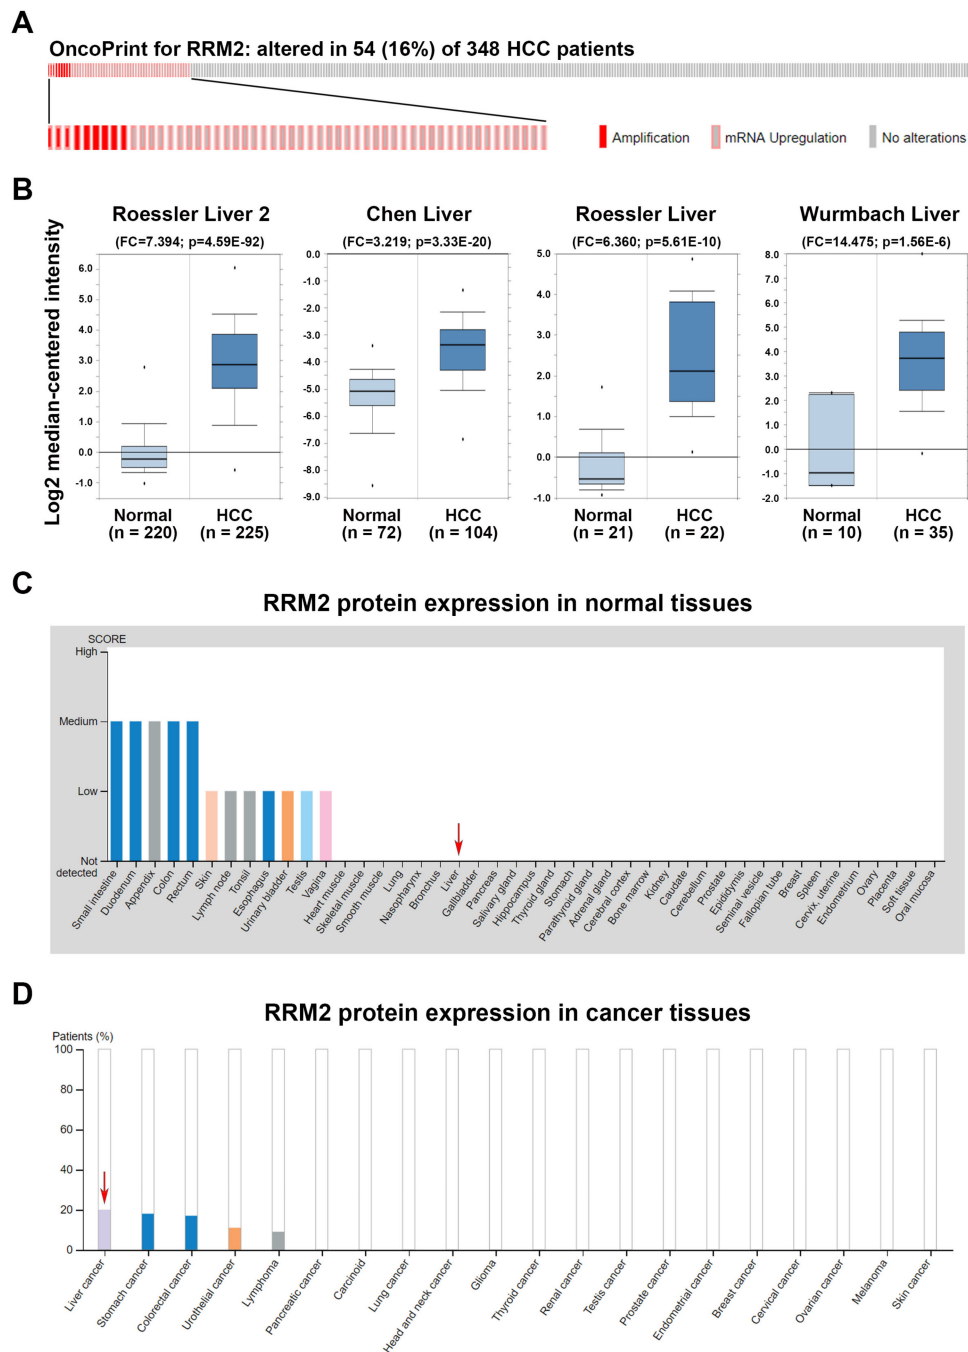 A
OncoPrint for RRM2: altered in 54 (16%) of 348 HCC patients
Amplification
mRNA Upregulation
No alterations
B
Log2 median-centered intensity
Roessler Liver 2
(FC=7.394; p=4.59E-92)
6.0
5.0
4.0
3.0
2.0
1.0
0.0
-1.0
Normal
(n = 220)
HCC
(n = 225)
Chen Liver
(FC=3.219; p=3.33E-20)
0.0
-1.0
-2.0
-3.0
-4.0
-5.0
-6.0
-7.0
-8.0
-9.0
Normal
(n = 72)
HCC
(n = 104)
Roessler Liver
(FC=6.360; p=5.61E-10)
5.0
4.0
3.0
2.0
1.0
0.0
-1.0
Normal
(n = 21)
HCC
(n = 22)
Wurmbach Liver
(FC=14.475; p=1.56E-6)
8.0
7.0
6.0
5.0
4.0
3.0
2.0
1.0
0.0
-1.0
-2.0
Normal
(n = 10)
HCC
(n = 35)
C
RRM2 protein expression in normal tissues
SCORE
High
Medium
Low
Not
detected
Small intestine
Duodenum
Appendix
Colon
Rectum
Skin
Lymph node
Tonsil
Esophagus
Urinary bladder
Testis
Vagina
Heart muscle
Skeletal muscle
Smooth muscle
Lung
Nasopharynx
Bronchus
Liver
Gallbladder
Pancreas
Salivary gland
Hippocampus
Thyroid gland
Stomach
Parathyroid gland
Adrenal gland
Cerebral cortex
Bone marrow
Kidney
Caudate
Cerebellum
Prostate
Epididymis
Seminal vesicle
Fallopian tube
Breast
Spleen
Cervix, uterine
Endometrium
Ovary
Placenta
Soft tissue
Oral mucosa
D
RRM2 protein expression in cancer tissues
Patients (%)
100
80
60
40
20
0
Liver cancer
Stomach cancer
Colorectal cancer
Urothelial cancer
Lymphoma
Pancreatic cancer
Carcinoid
Lung cancer
Head and neck cancer
Glioma
Thyroid cancer
Renal cancer
Testis cancer
Prostate cancer
Endometrial cancer
Breast cancer
Cervical cancer
Ovarian cancer
Melanoma
Skin cancer